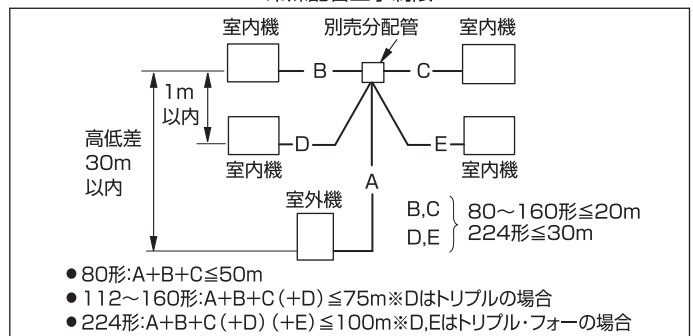 室内機
別売分配管
室内機
B
C
1m
以内
高低差
30m
以内
D
E
室内機
室内機
A
室外機
B,C
D,E
80～160形≦20m
224形≦30m
●80形:A+B+C≦50m
●112～160形:A+B+C(+D)≦75m※Dはトリプルの場合
●224形:A+B+C(+D)(+E)≦100m※D,Eはトリプル・フォーの場合